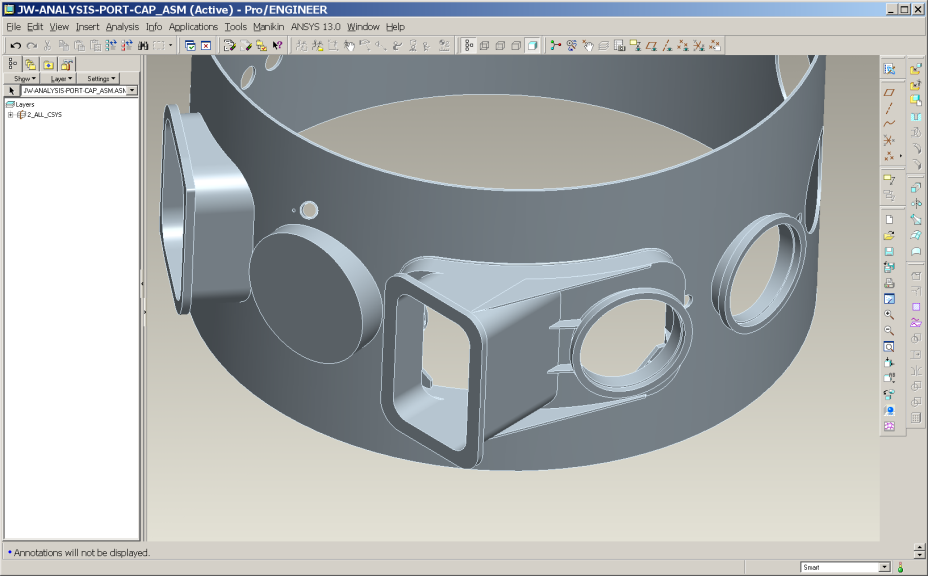 JW-ANALYSIS-PORT-CAP_ASM (Active) - Pro/ENGINEER
File Edit View Insert Analysis Info Applications Tools Manikin ANSYS 13.0 Window Help
Show Layer Settings
JW-ANALYSIS-PORT-CAP_ASM.ASM
Layers
2_ALL_CSYS
Annotations will not be displayed.
Smart